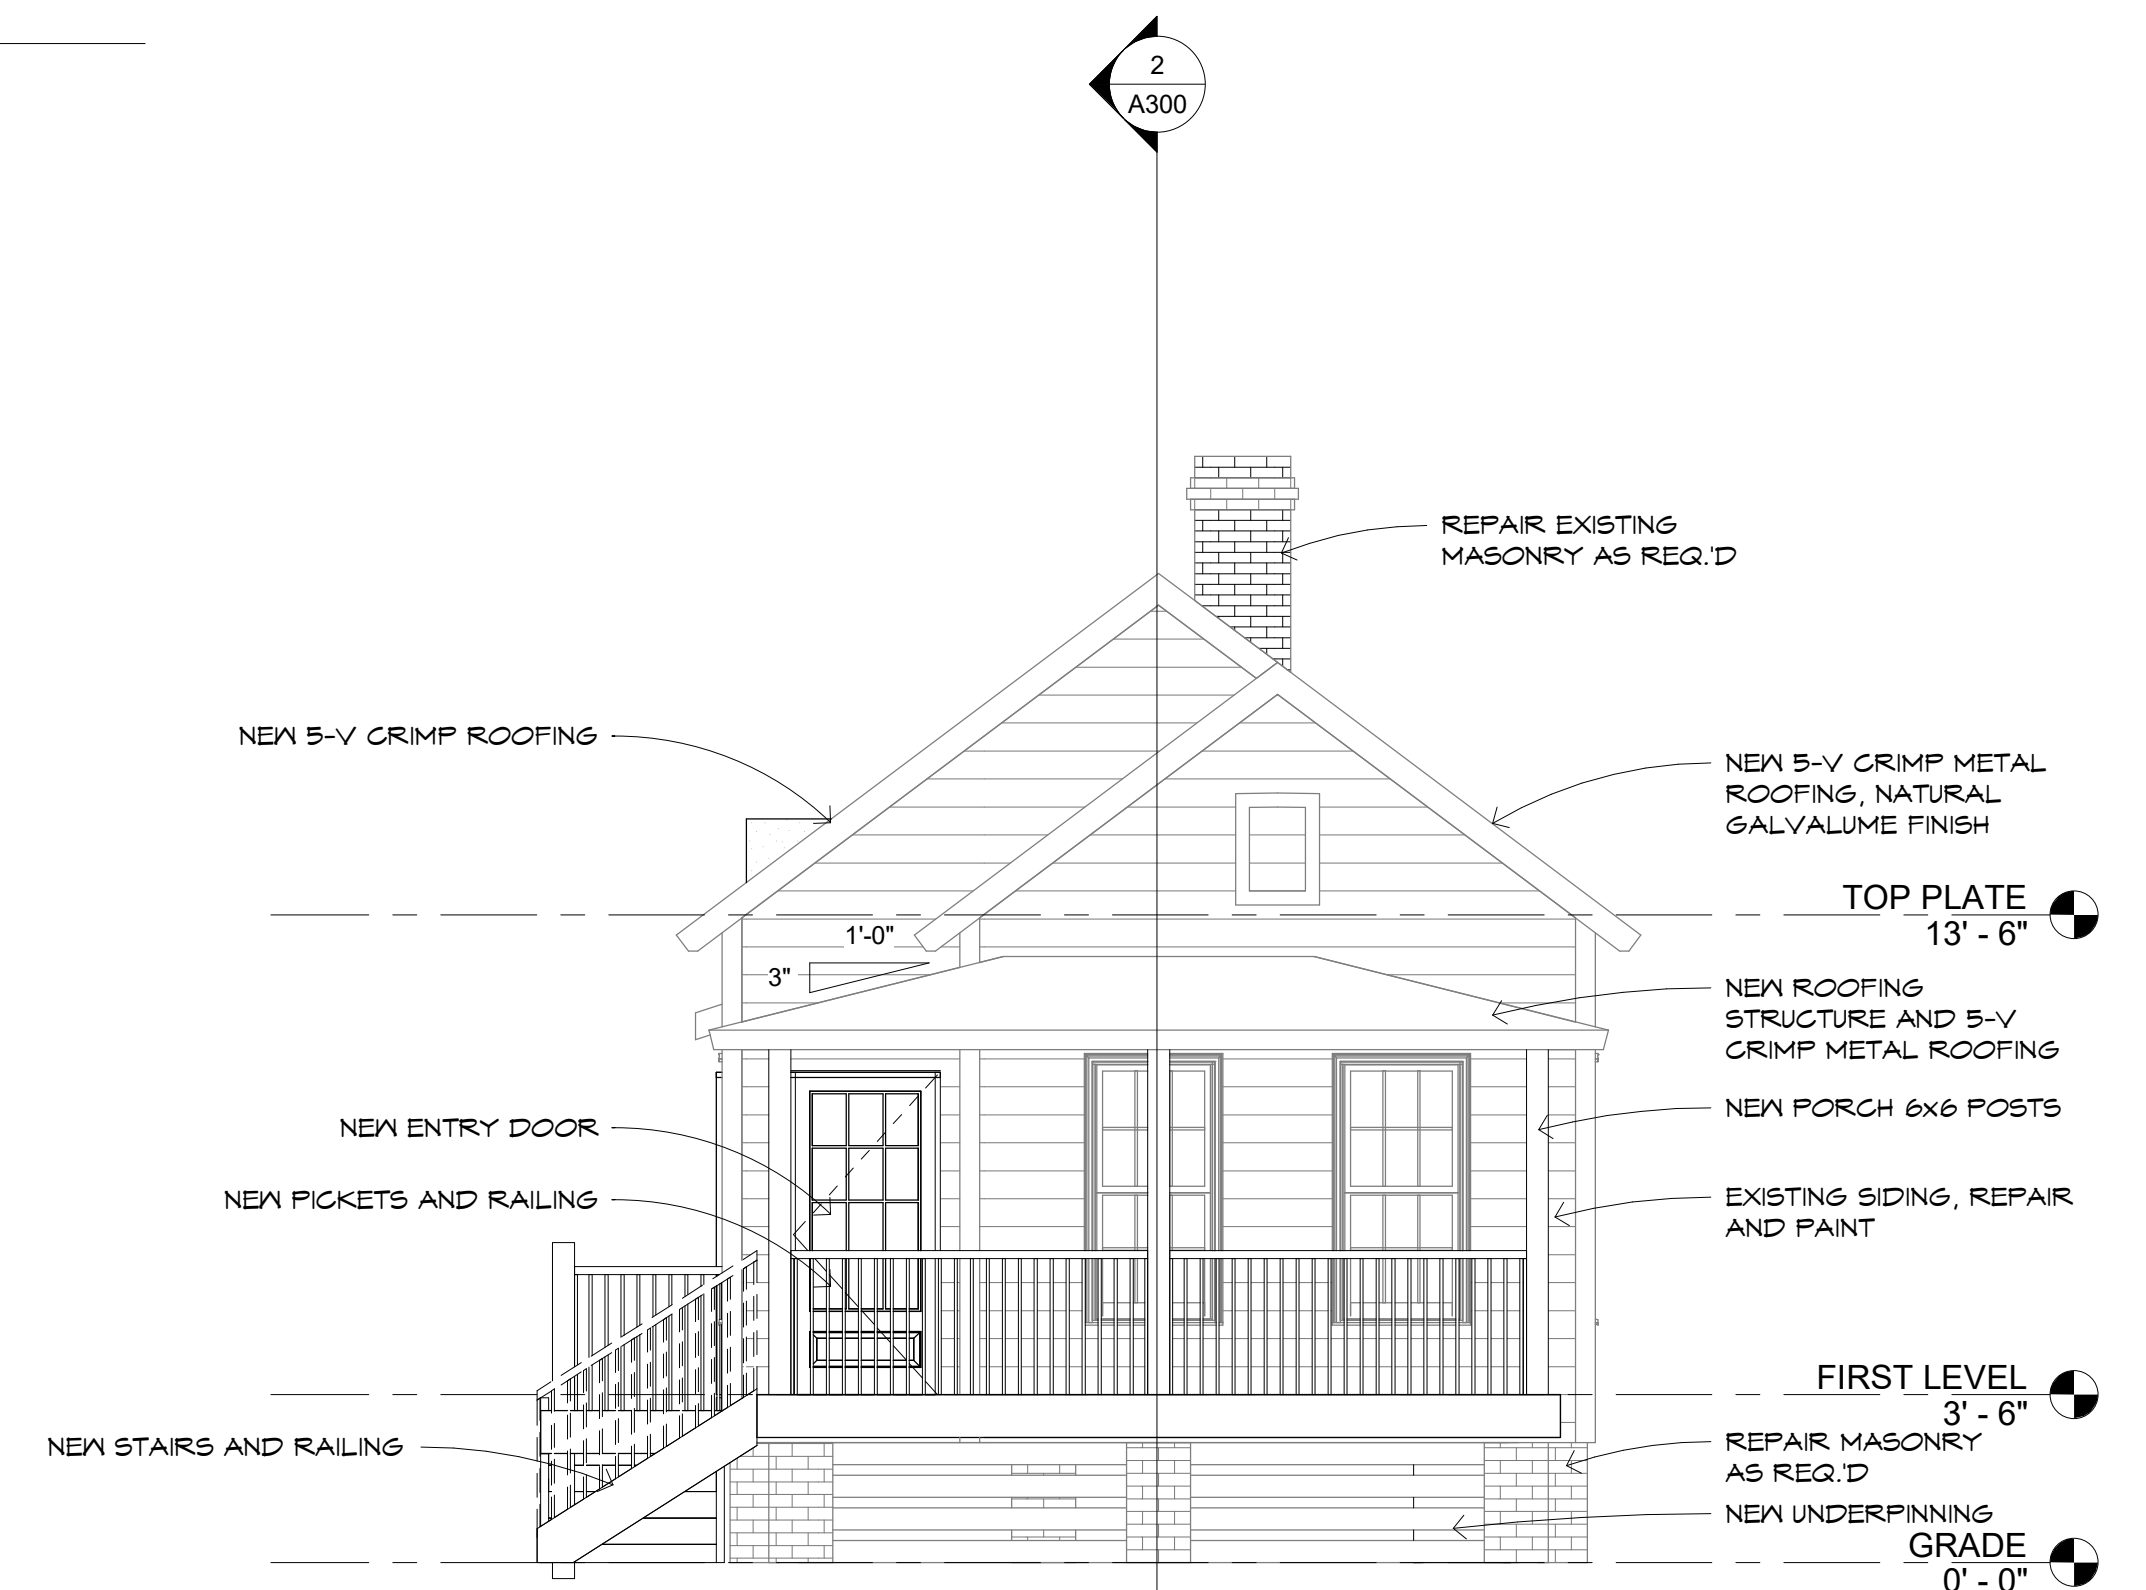 2
A300
REPAIR EXISTING
MASONRY AS REQ.'D
NEW 5-V CRIMP ROOFING
NEW 5-V CRIMP METAL
ROOFING, NATURAL
GALVALUME FINISH
TOP PLATE
13' - 6"
1'-0"
3"
NEW ROOFING
STRUCTURE AND 5-V
CRIMP METAL ROOFING
NEW PORCH 6x6 POSTS
NEW ENTRY DOOR
NEW PICKETS AND RAILING
EXISTING SIDING, REPAIR
AND PAINT
FIRST LEVEL
3' - 6"
NEW STAIRS AND RAILING
REPAIR MASONRY
AS REQ.'D
NEW UNDERPINNING
GRADE
0' - 0"